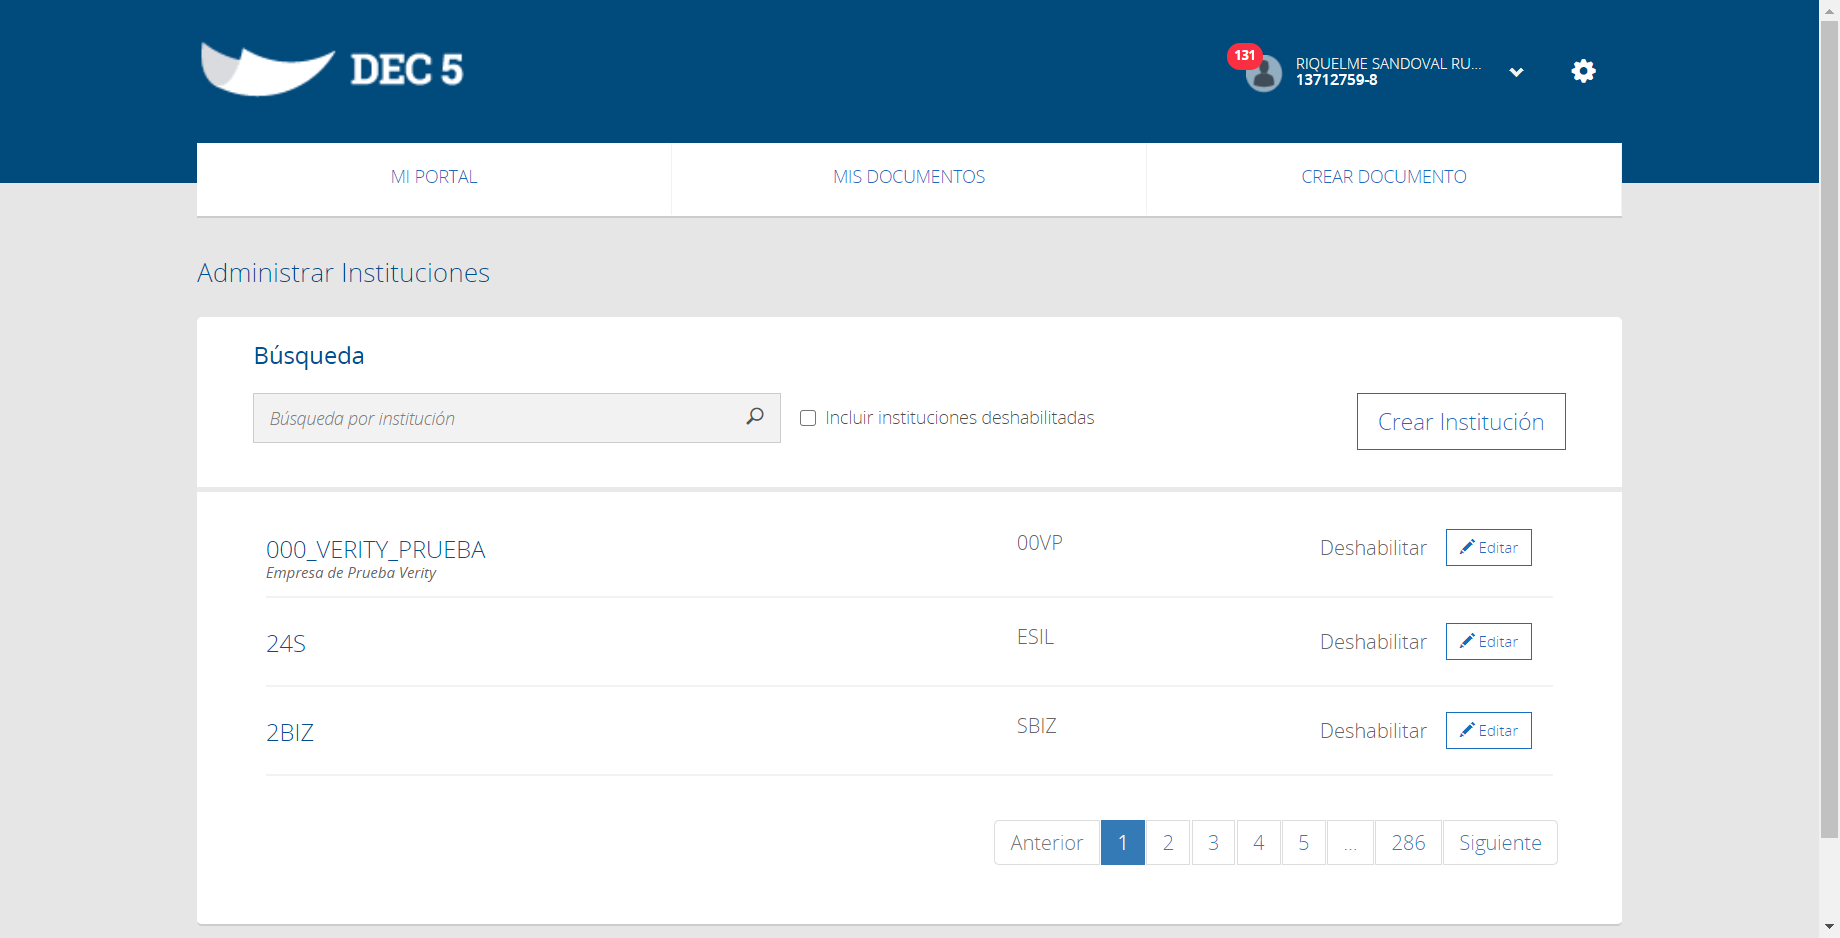 DEC 5
131
RIQUELME SANDOVAL RU...
13712759-8
MI PORTAL
MIS DOCUMENTOS
CREAR DOCUMENTO
Administrar Instituciones
Búsqueda
Búsqueda por institución
Incluir instituciones deshabilitadas
Crear Institución
000_VERITY_PRUEBA
Empresa de Prueba Verity
00VP
Deshabilitar
Editar
24S
ESIL
Deshabilitar
Editar
2BIZ
SBIZ
Deshabilitar
Editar
Anterior 1 2 3 4 5 ... 286 Siguiente